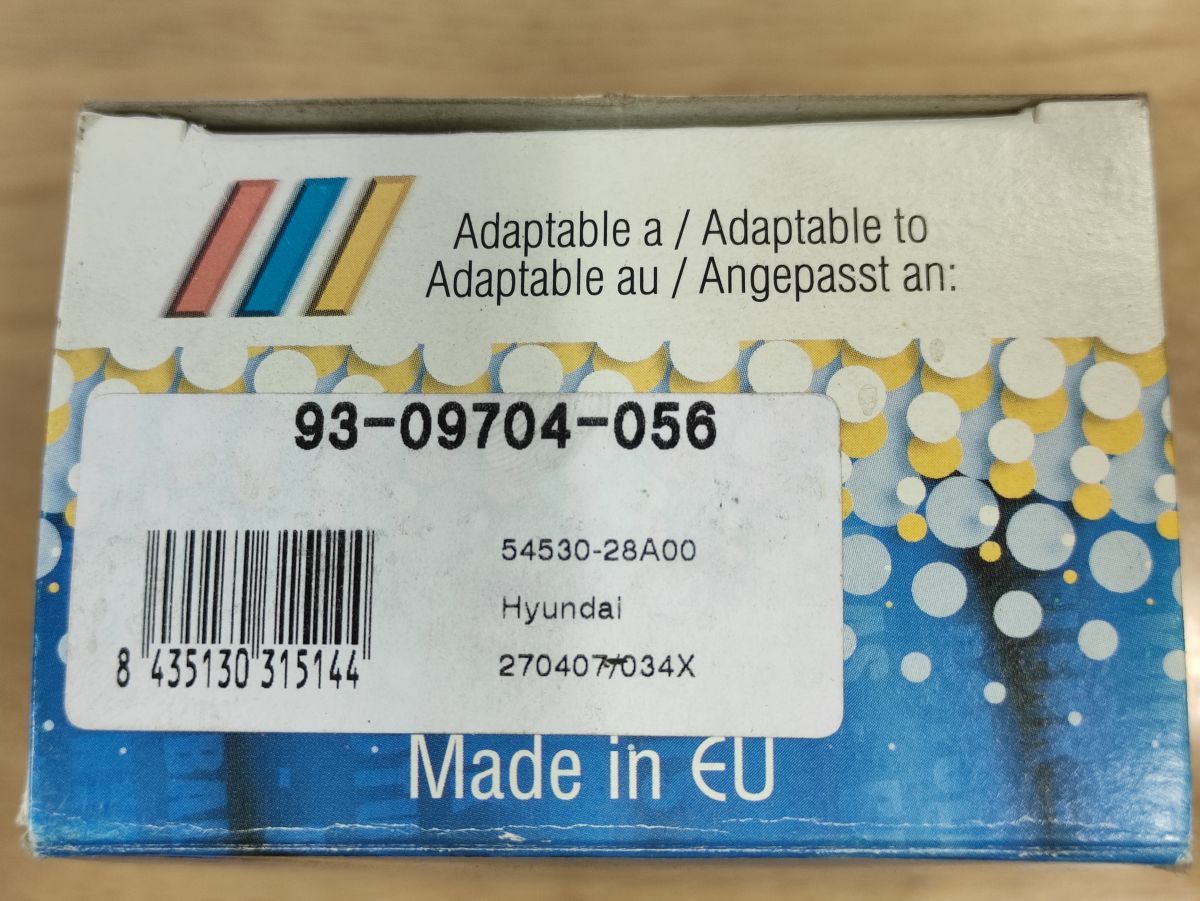 Adaptable a / Adaptable to
Adaptable au / Angepasst an:
93-09704-056
54530-28A00
Hyundai
270407/034X
8 435130 315144
Made in EU